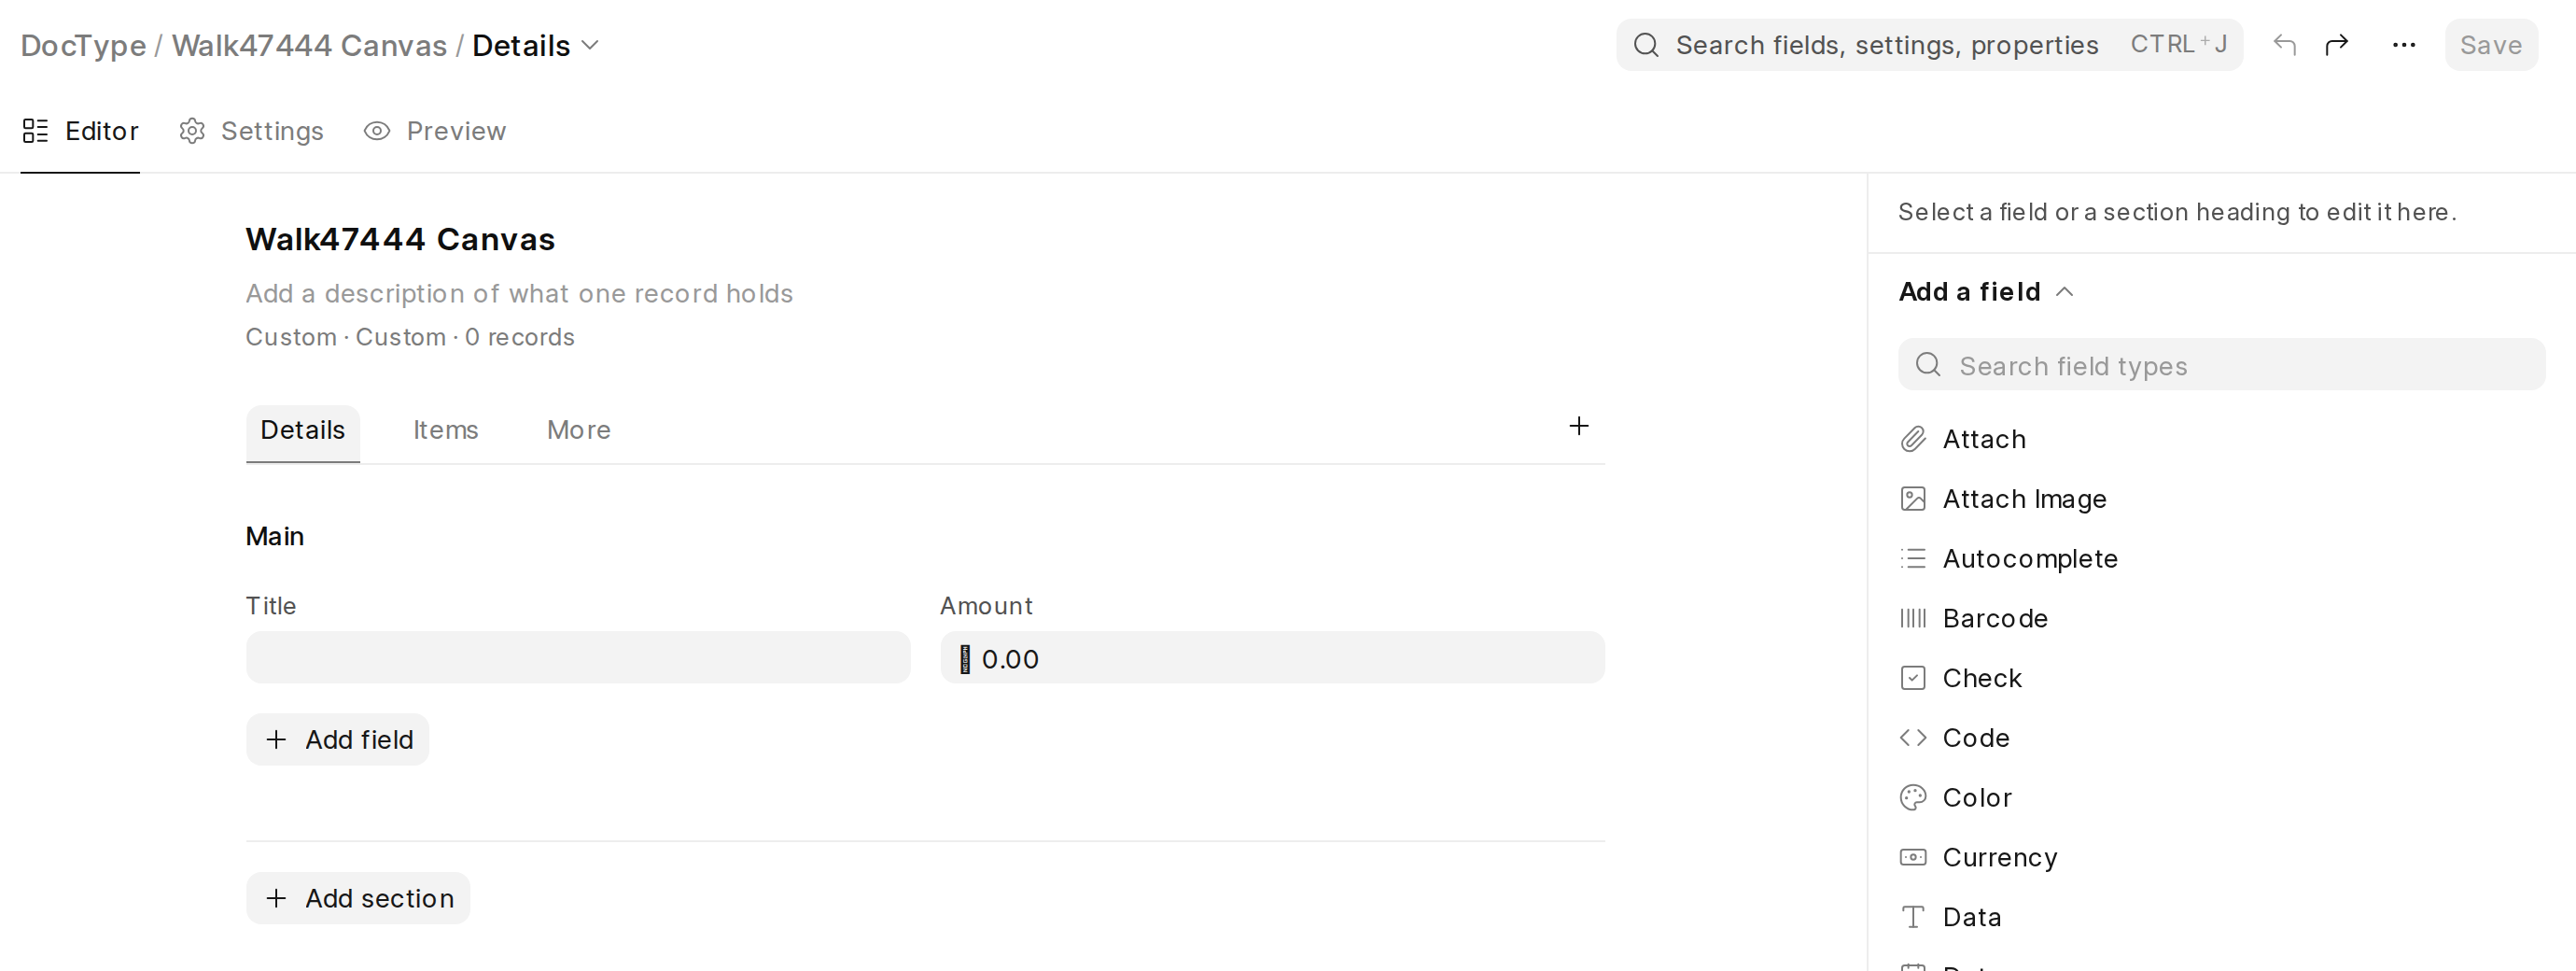 DocType / Walk47444 Canvas / Details
Search fields, settings, properties CTRL+J
Save
Editor Settings Preview
Walk47444 Canvas
Add a description of what one record holds
Custom · Custom · 0 records
Details Items More
Main
Title Amount
0.00
Add field
Add section
Select a field or a section heading to edit it here.
Add a field
Search field types
Attach
Attach Image
Autocomplete
Barcode
Check
Code
Color
Currency
Data